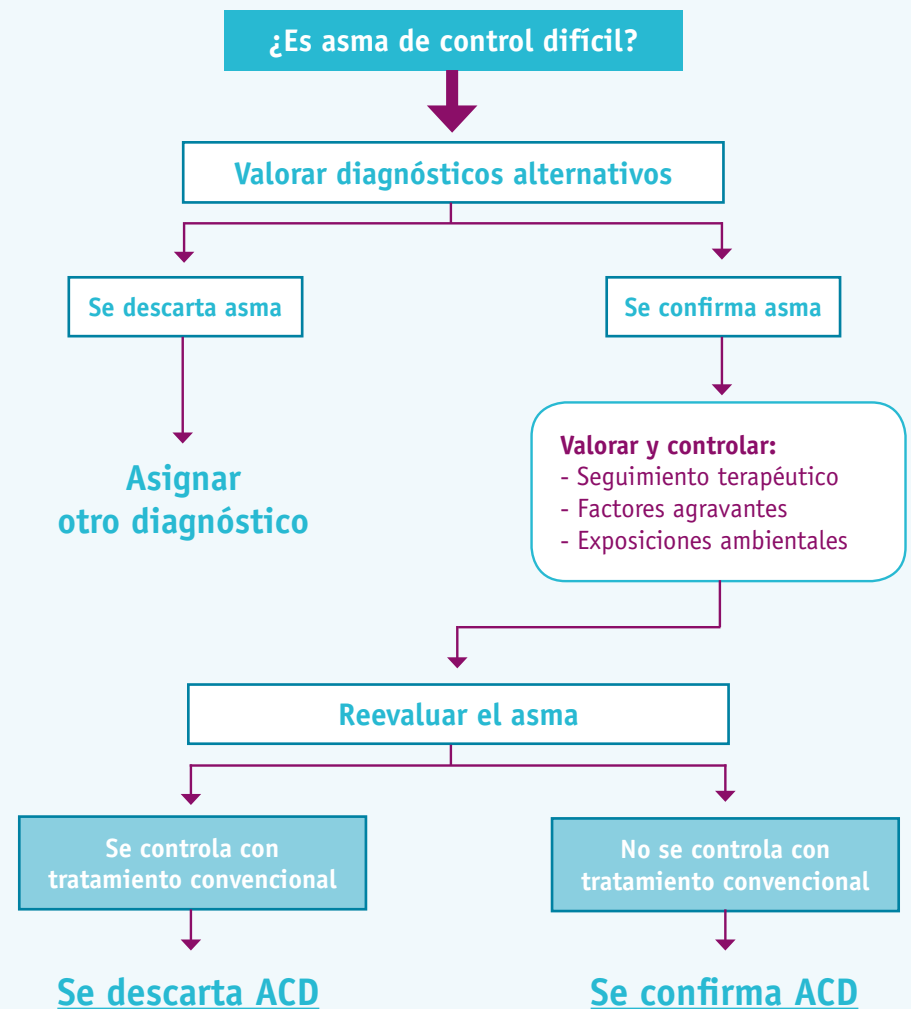 ¿Es asma de control difícil?
Valorar diagnósticos alternativos
Se descarta asma
Se confirma asma
Asignar
otro diagnóstico
Valorar y controlar:
- Seguimiento terapéutico
- Factores agravantes
- Exposiciones ambientales
Reevaluar el asma
Se controla con
tratamiento convencional
No se controla con
tratamiento convencional
Se descarta ACD
Se confirma ACD